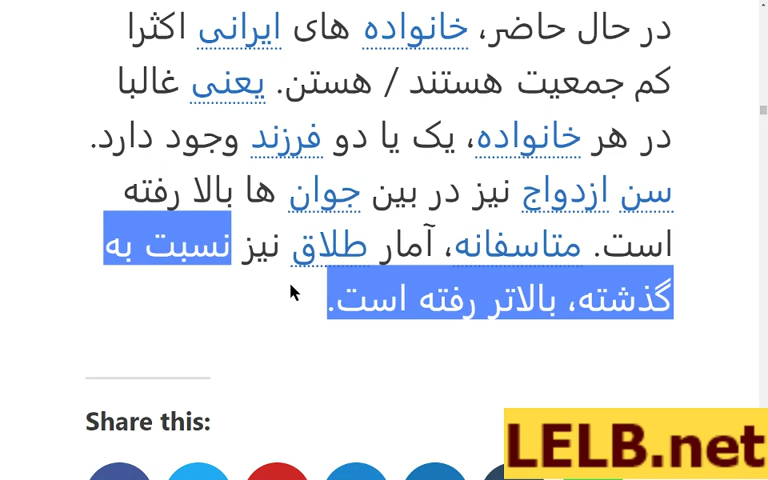 در حال حاضر، خانواده های ایرانی اکثرا
کم جمعیت هستند / هستن. یعنی غالبا
در هر خانواده، یک یا دو فرزند وجود دارد.
سن ازدواج نیز در بین جوان ها بالا رفته
است. متاسفانه، آمار طلاق نیز نسبت به
گذشته، بالاتر رفته است.
Share this:
LELB.net